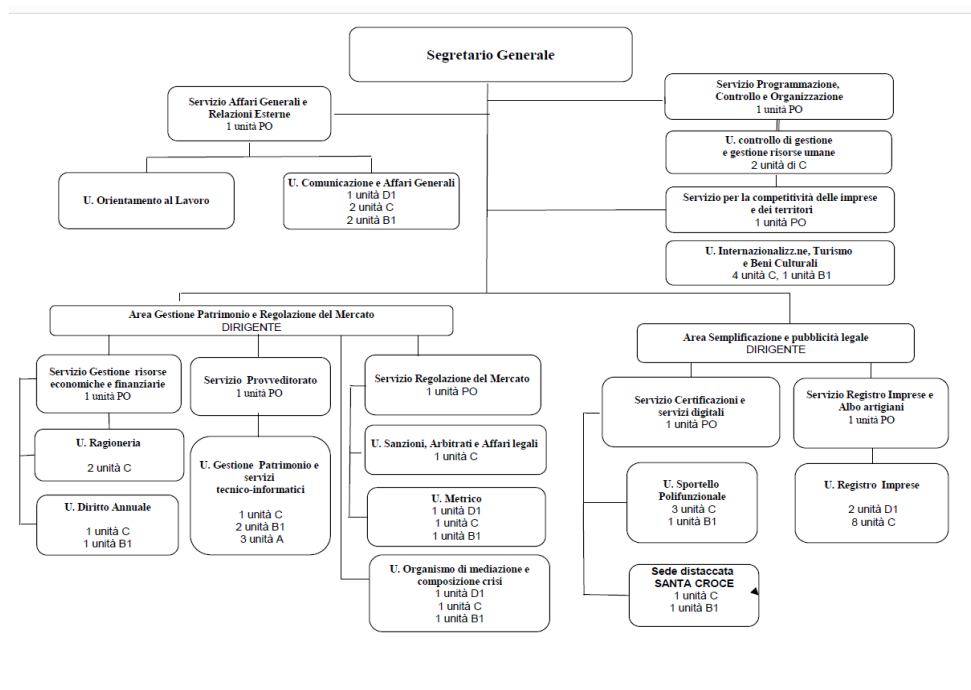 Segretario Generale
Servizio Affari Generali e
Relazioni Esterne
1 unità PO
Servizio Programmazione,
Controllo e Organizzazione
1 unità PO
U. controllo di gestione
e gestione risorse umane
2 unità di C
U. Orientamento al Lavoro
U. Comunicazione e Affari Generali
1 unità D1
2 unità C
2 unità B1
Servizio per la competitività delle imprese
e dei territori
1 unità PO
U. Internazionalizz.ne, Turismo
e Beni Culturali
4 unità C, 1 unità B1
Area Gestione Patrimonio e Regolazione del Mercato
DIRIGENTE
Area Semplificazione e pubblicità legale
DIRIGENTE
Servizio Gestione risorse
economiche e finanziarie
1 unità PO
Servizio Provveditorato
1 unità PO
Servizio Regolazione del Mercato
1 unità PO
Servizio Certificazioni e
servizi digitali
1 unità PO
Servizio Registro Imprese e
Albo artigiani
1 unità PO
U. Ragioneria
2 unità C
U. Gestione Patrimonio e
servizi
tecnico-informatici
1 unità C
2 unità B1
3 unità A
U. Sanzioni, Arbitrati e Affari legali
1 unità C
U. Sportello
Polifunzionale
3 unità C
1 unità B1
U. Registro Imprese
2 unità D1
8 unità C
U. Diritto Annuale
1 unità C
1 unità B1
U. Metrico
1 unità D1
1 unità C
1 unità B1
U. Organismo di mediazione e
composizione crisi
1 unità D1
1 unità C
1 unità B1
Sede distaccata
SANTA CROCE
1 unità C
1 unità B1